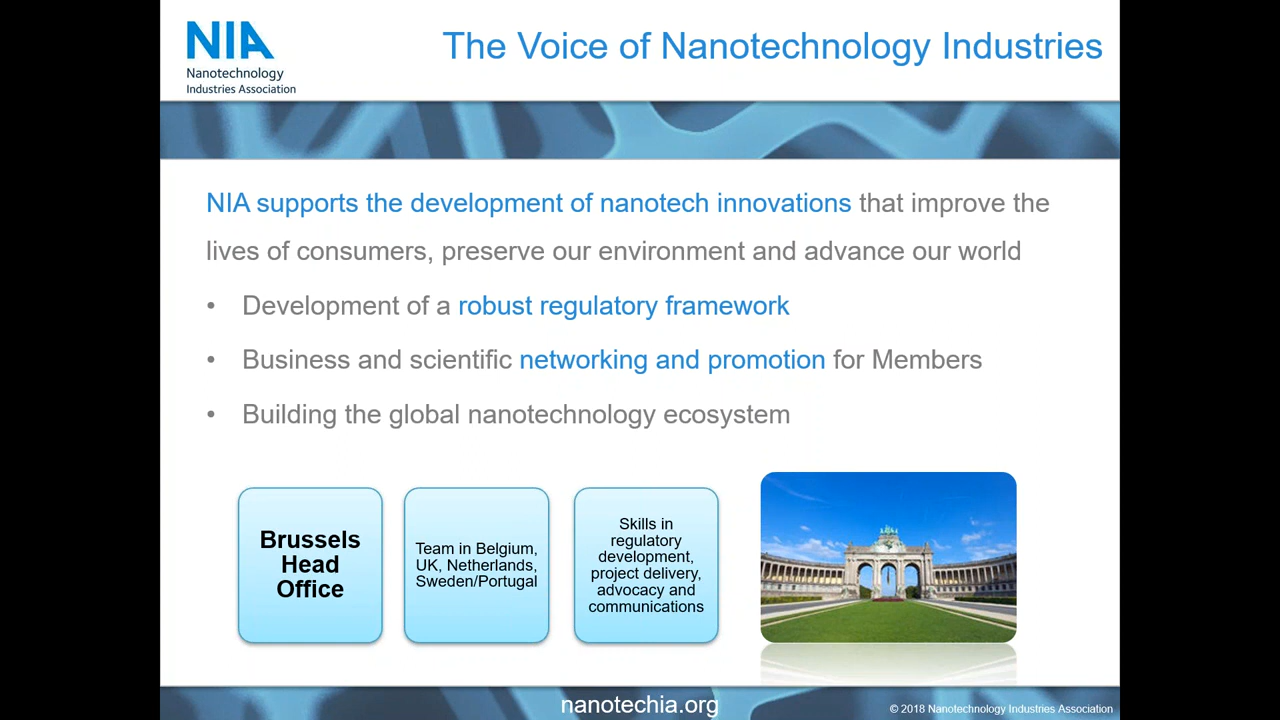 NIA
Nanotechnology
Industries Association
The Voice of Nanotechnology Industries
NIA supports the development of nanotech innovations that improve the
lives of consumers, preserve our environment and advance our world
• Development of a robust regulatory framework
• Business and scientific networking and promotion for Members
• Building the global nanotechnology ecosystem
Brussels
Head
Office
Team in Belgium,
UK, Netherlands,
Sweden/Portugal
Skills in
regulatory
development,
project delivery,
advocacy and
communications
nanotechia.org
© 2018 Nanotechnology Industries Association